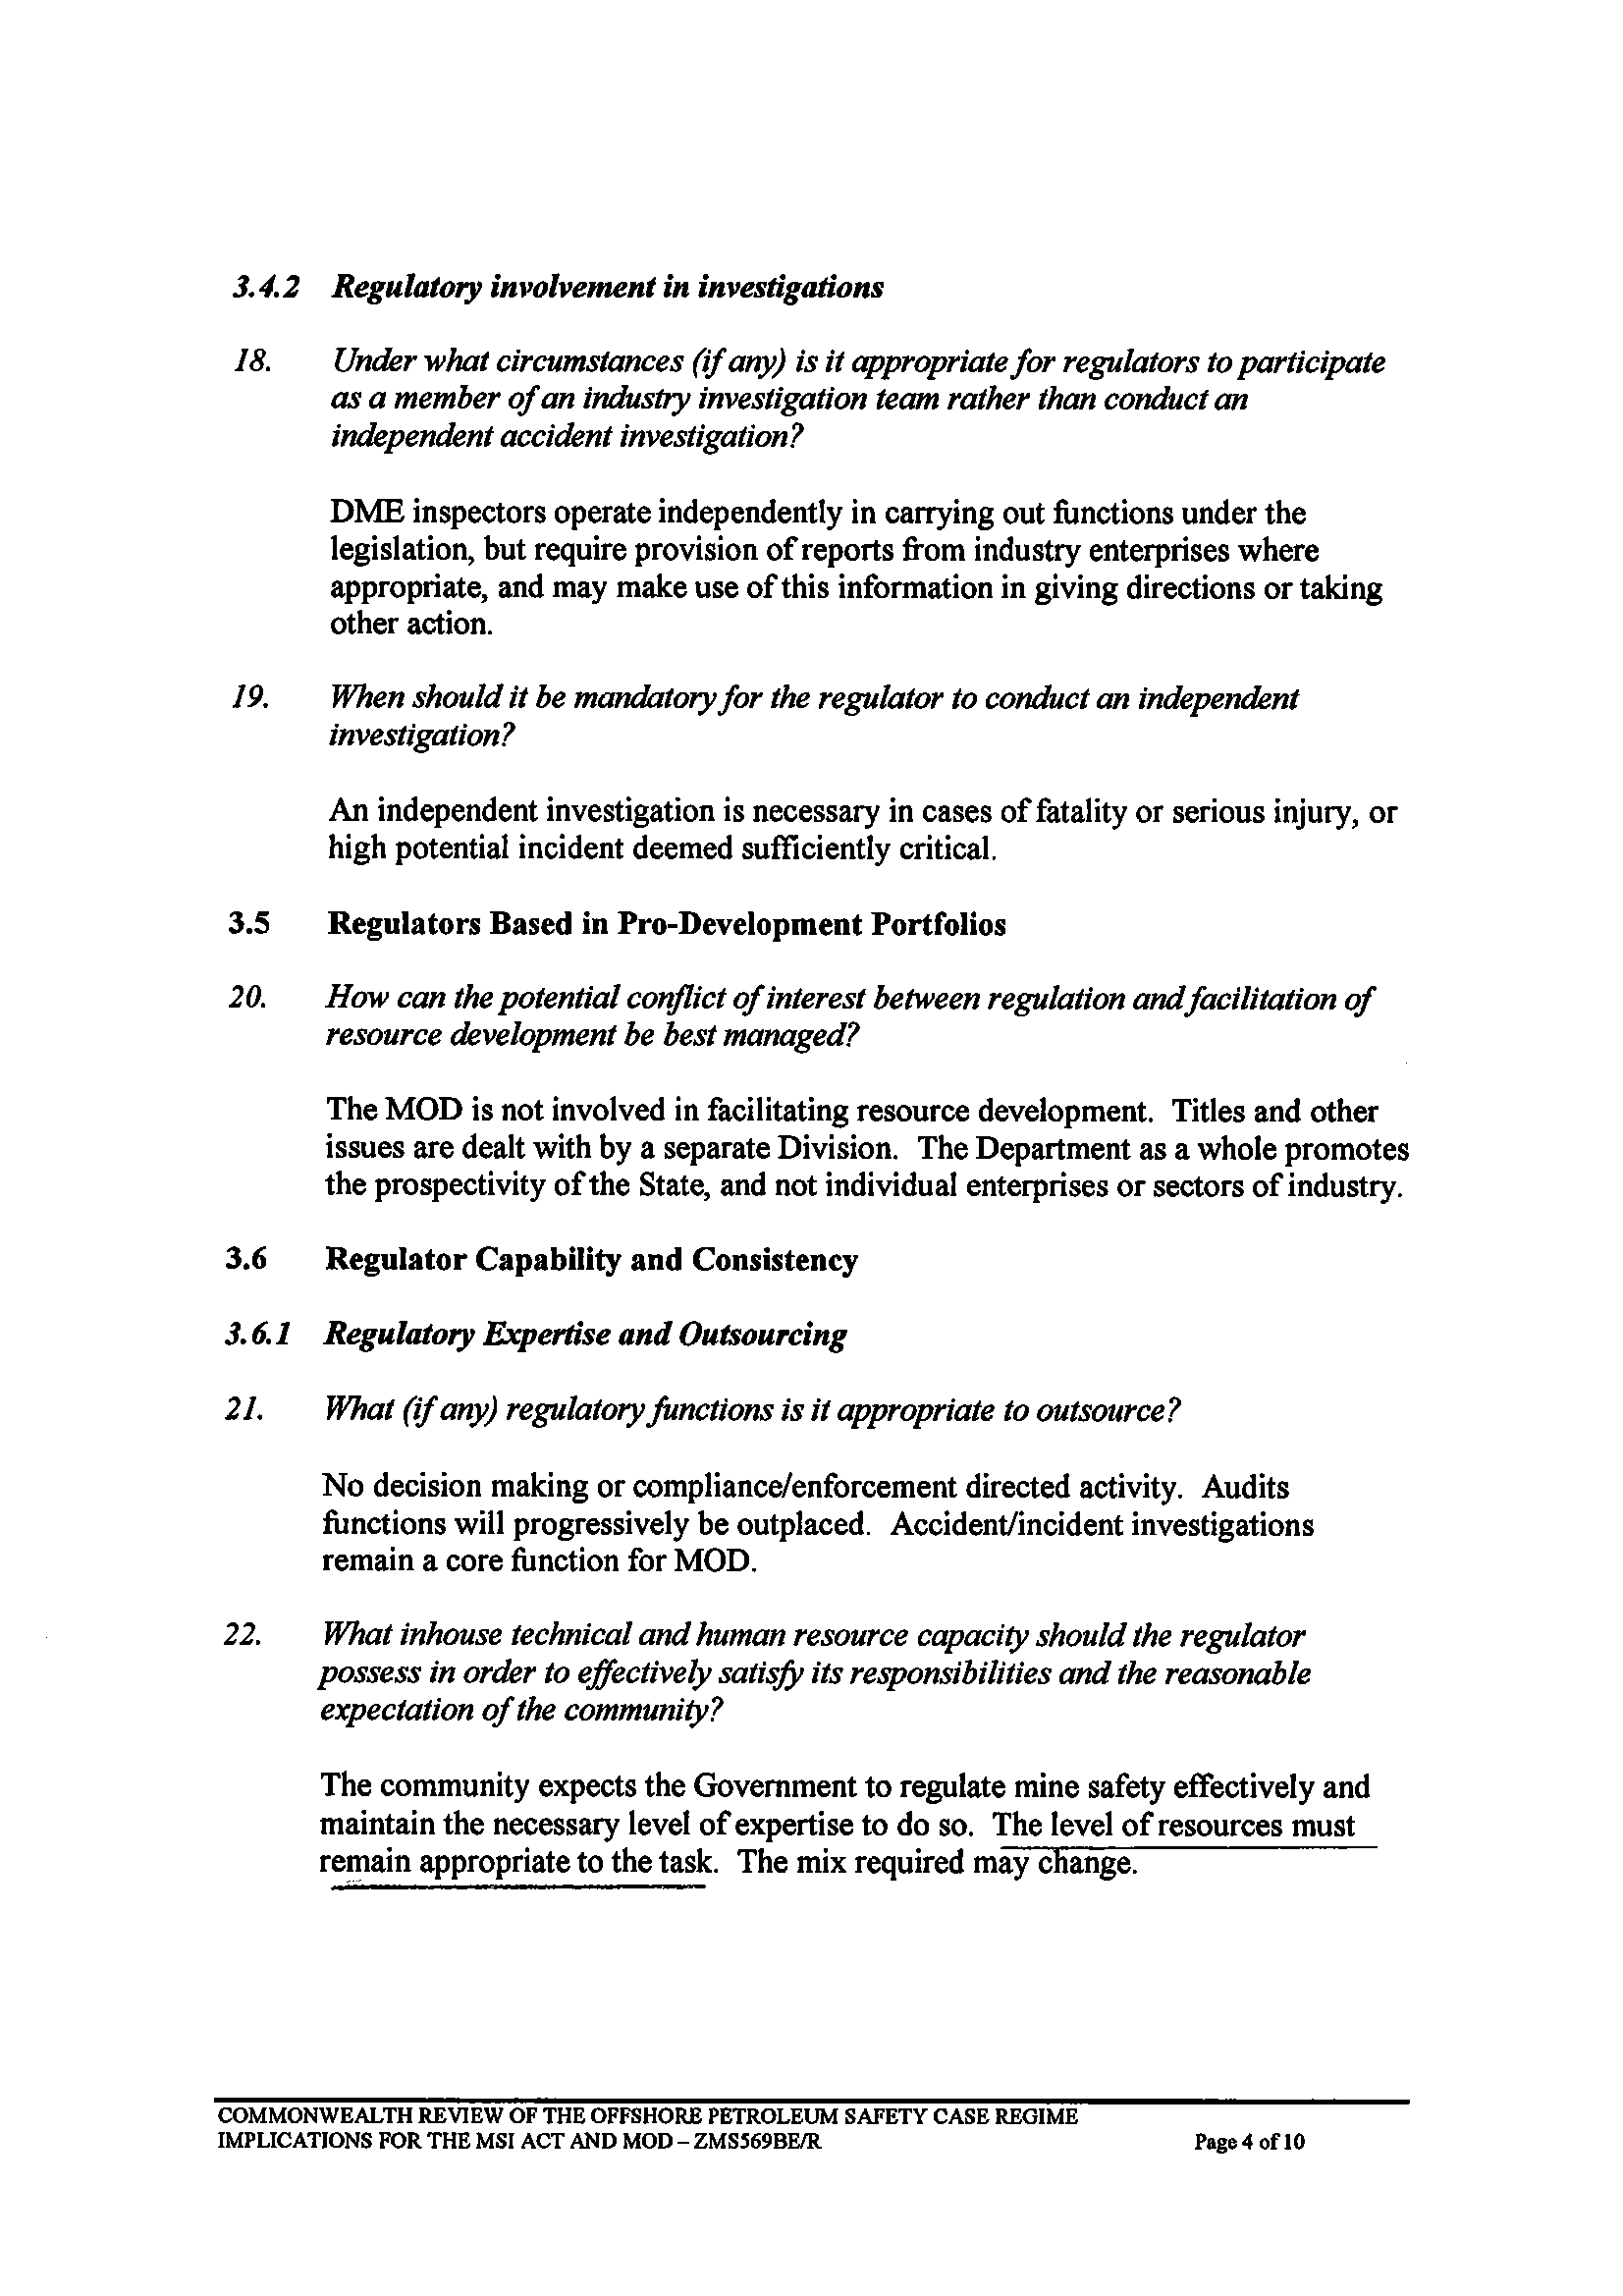 3.4.2 Regulatory involvement in investigations
18. Under what circumstances (if any) is it appropriate for regulators to participate
as a member of an industry investigation team rather than conduct an
independent accident investigation?
DME inspectors operate independently in carrying out functions under the
legislation, but require provision of reports from industry enterprises where
appropriate, and may make use of this information in giving directions or taking
other action.
19. When should it be mandatory for the regulator to conduct an independent
investigation?
An independent investigation is necessary in cases of fatality or serious injury, or
high potential incident deemed sufficiently critical.
3.5 Regulators Based in Pro-Development Portfolios
20. How can the potential conflict of interest between regulation and facilitation of
resource development be best managed?
The MOD is not involved in facilitating resource development. Titles and other
issues are dealt with by a separate Division. The Department as a whole promotes
the prospectivity of the State, and not individual enterprises or sectors of industry.
3.6 Regulator Capability and Consistency
3.6.1 Regulatory Expertise and Outsourcing
21. What (if any) regulatory functions is it appropriate to outsource?
No decision making or compliance/enforcement directed activity. Audits
functions will progressively be outplaced. Accident/incident investigations
remain a core function for MOD.
22. What inhouse technical and human resource capacity should the regulator
possess in order to effectively satisfy its responsibilities and the reasonable
expectation of the community?
The community expects the Government to regulate mine safety effectively and
maintain the necessary level of expertise to do so. The level of resources must
remain appropriate to the task. The mix required may change.
COMMONWEALTH REVIEW OF THE OFFSHORE PETROLEUM SAFETY CASE REGIME
IMPLICATIONS FOR THE MSI ACT AND MOD – ZMS569BE/R Page 4 of 10